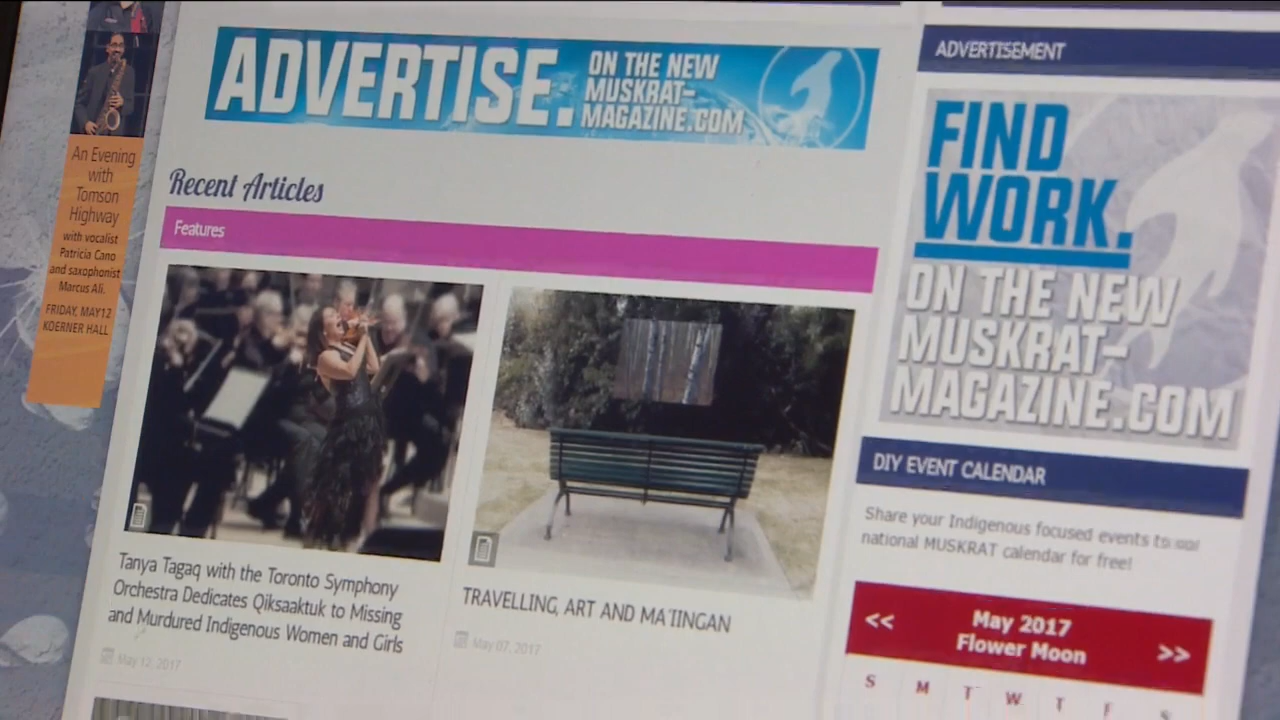 An Evening
with
Tomson
Highway
with vocalist
Patricia Cano
and saxophonist
Marcus Ali.
FRIDAY, MAY12
KOERNER HALL
ADVERTISE.
ON THE NEW
MUSKRAT-
MAGAZINE.COM
Recent Articles
Features
Tanya Tagaq with the Toronto Symphony
Orchestra Dedicates Qiksaaktuk to Missing
and Murdured Indigenous Women and Girls
May 12, 2017
TRAVELLING, ART AND MA'IINGAN
May 07, 2017
ADVERTISEMENT
FIND
WORK.
ON THE NEW
MUSKRAT-
MAGAZINE.COM
DIY EVENT CALENDAR
Share your Indigenous focused events to our
national MUSKRAT calendar for free!
<< May 2017 >>
Flower Moon
S M T W T F S